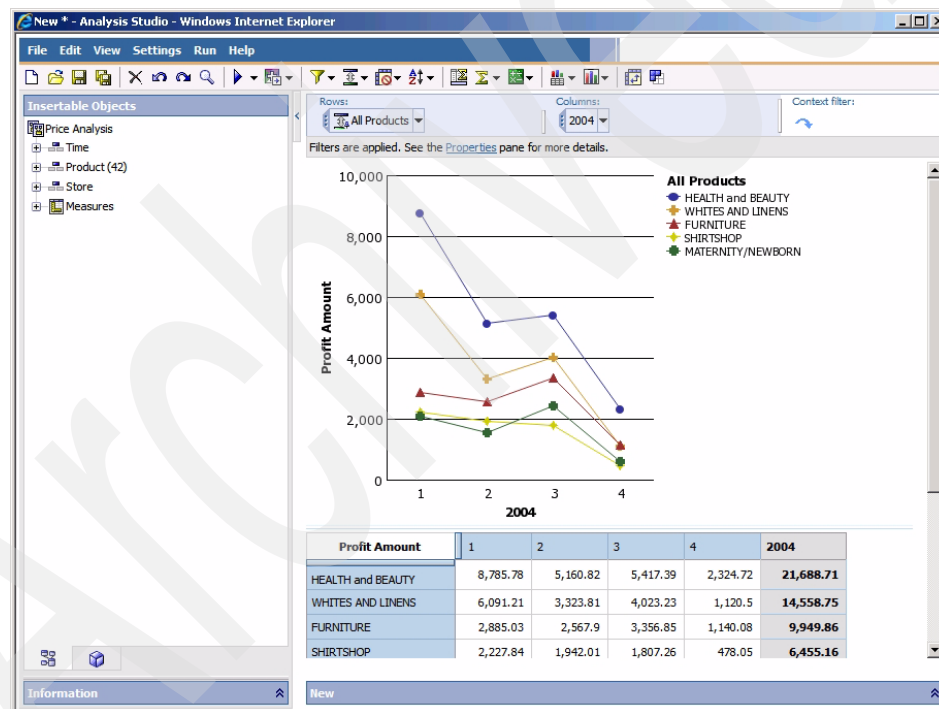 New * - Analysis Studio - Windows Internet Explorer
File Edit View Settings Run Help
Insertable Objects
Price Analysis
Time
Product (42)
Store
Measures
Information
Rows:
All Products
Columns:
2004
Context filter:
Filters are applied. See the Properties pane for more details.
10,000
8,000
6,000
4,000
2,000
0
Profit Amount
1 2 3 4
2004
All Products
HEALTH and BEAUTY
WHITES AND LINENS
FURNITURE
SHIRTSHOP
MATERNITY/NEWBORN
Profit Amount 1 2 3 4 2004
HEALTH and BEAUTY 8,785.78 5,160.82 5,417.39 2,324.72 21,688.71
WHITES AND LINENS 6,091.21 3,323.81 4,023.23 1,120.5 14,558.75
FURNITURE 2,885.03 2,567.9 3,356.85 1,140.08 9,949.86
SHIRTSHOP 2,227.84 1,942.01 1,807.26 478.05 6,455.16
New
Archived